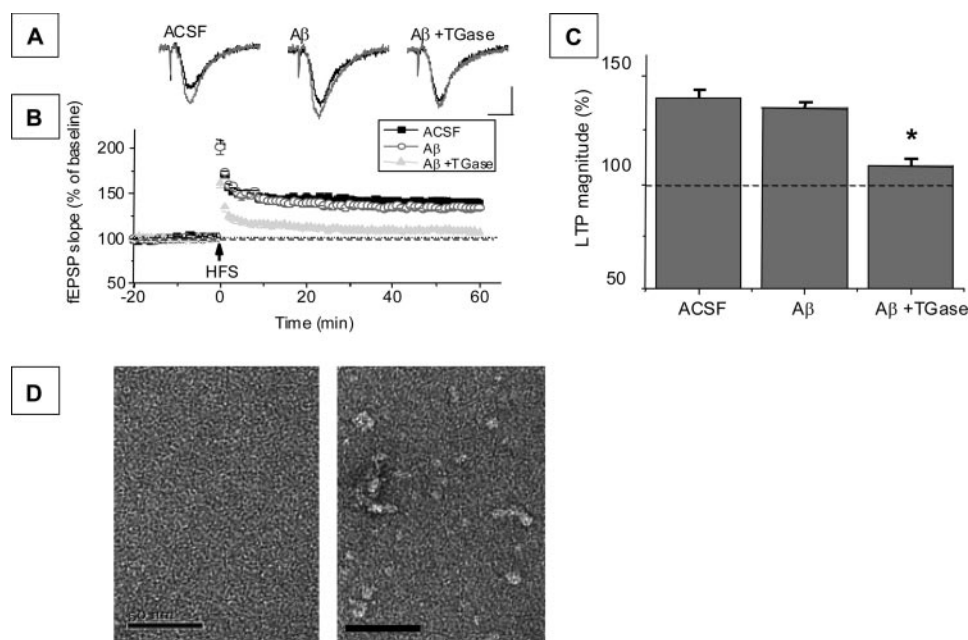 A
ACSF
Aβ
Aβ +TGase
B
ACSF
Aβ
Aβ +TGase
fEPSP slope (% of baseline)
200
150
100
50
HFS
-20
0
20
40
60
Time (min)
C
LTP magnitude (%)
150
100
50
*
ACSF
Aβ
Aβ +TGase
D